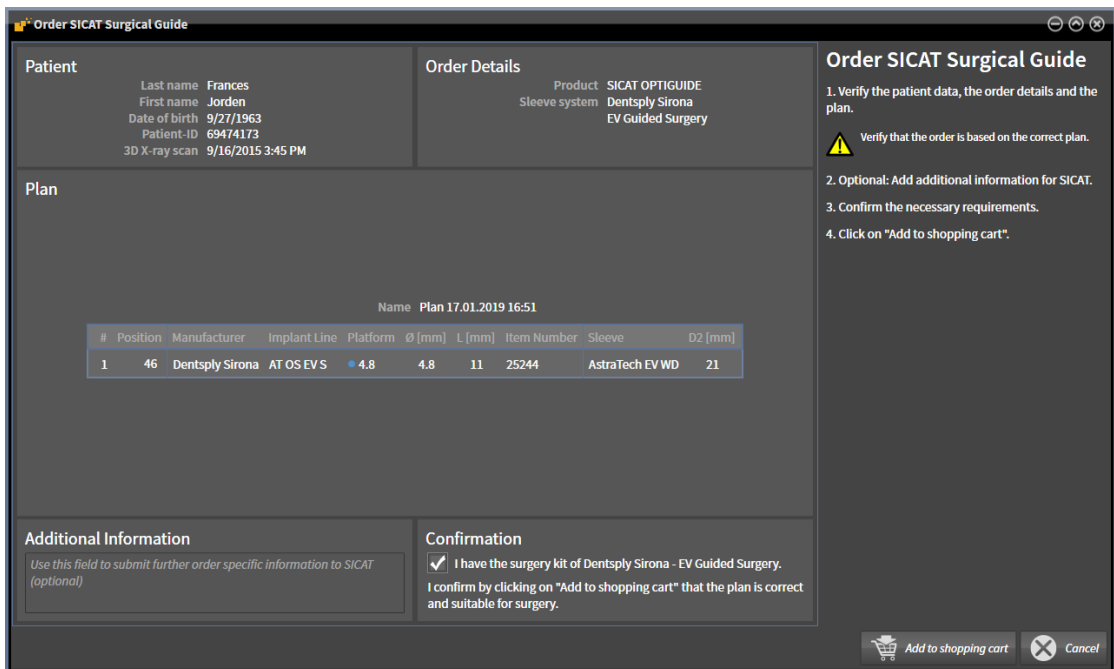 Order SICAT Surgical Guide
Patient
Last name Frances
First name Jorden
Date of birth 9/27/1963
Patient-ID 69474173
3D X-ray scan 9/16/2015 3:45 PM
Order Details
Product SICAT OPTIGUIDE
Sleeve system Dentsply Sirona
EV Guided Surgery
Plan
Name Plan 17.01.2019 16:51
# Position Manufacturer Implant Line Platform Ø [mm] L [mm] Item Number Sleeve D2 [mm]
1 46 Dentsply Sirona AT OS EV S 4.8 4.8 11 25244 AstraTech EV WD 21
Additional Information
Use this field to submit further order specific information to SICAT
(optional)
Confirmation
I have the surgery kit of Dentsply Sirona - EV Guided Surgery.
I confirm by clicking on "Add to shopping cart" that the plan is correct
and suitable for surgery.
Order SICAT Surgical Guide
1. Verify the patient data, the order details and the
plan.
Verify that the order is based on the correct plan.
2. Optional: Add additional information for SICAT.
3. Confirm the necessary requirements.
4. Click on "Add to shopping cart".
Add to shopping cart
Cancel